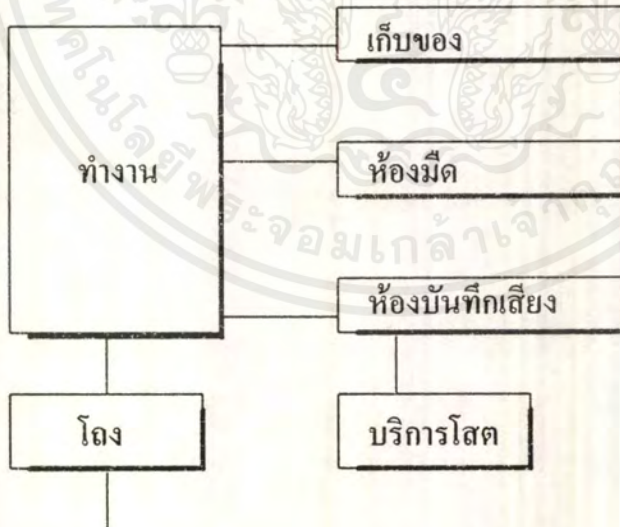 เก็บของ
ทำงาน
ห้องมืด
ห้องบันทึกเสียง
โถง
บริการโสต